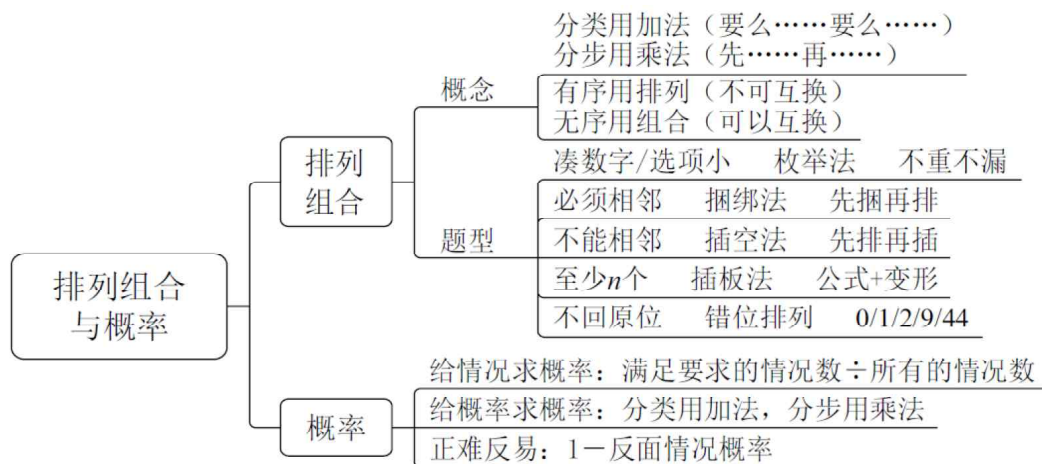 排列组合
与概率
排列
组合
概念
分类用加法（要么……要么……）
分步用乘法（先……再……）
有序用排列（不可互换）
无序用组合（可以互换）
题型
凑数字/选项小 枚举法 不重不漏
必须相邻 捆绑法 先捆再排
不能相邻 插空法 先排再插
至少n个 插板法 公式+变形
不回原位 错位排列 0/1/2/9/44
概率
给情况求概率：满足要求的情况数÷所有的情况数
给概率求概率：分类用加法，分步用乘法
正难反易：1－反面情况概率